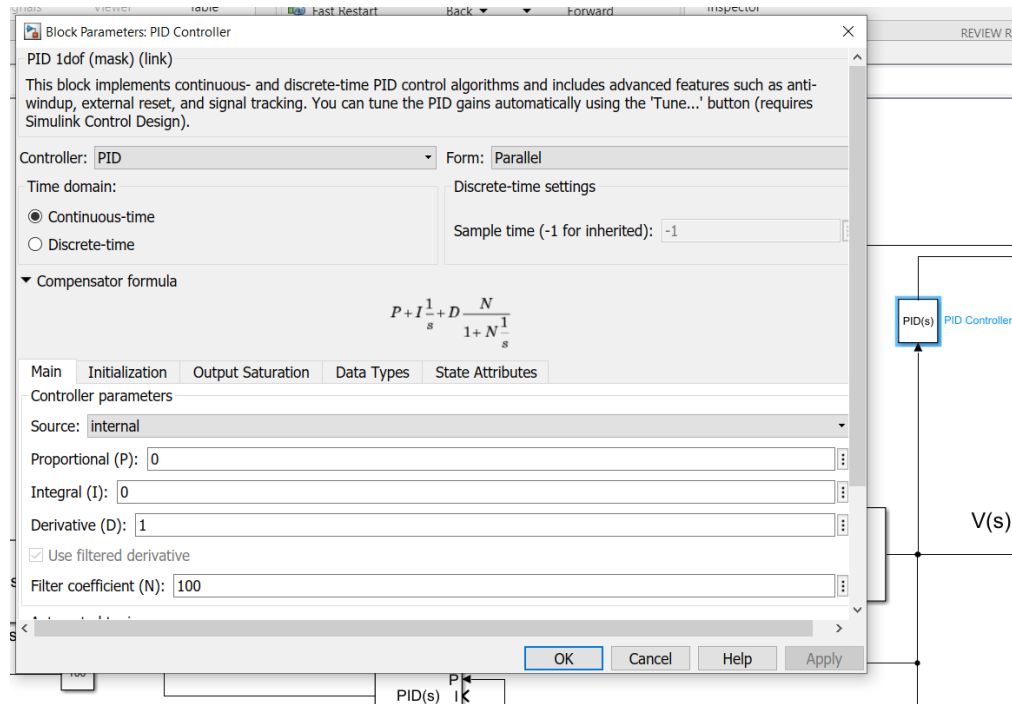 Viewer
Table
Fast Restart
Back
Forward
Inspector
Block Parameters: PID Controller
REVIEW R
PID 1dof (mask) (link)
This block implements continuous- and discrete-time PID control algorithms and includes advanced features such as anti-
windup, external reset, and signal tracking. You can tune the PID gains automatically using the 'Tune...' button (requires
Simulink Control Design).
Controller: PID Form: Parallel
Time domain: Discrete-time settings
Continuous-time
Sample time (-1 for inherited): -1
Discrete-time
Compensator formula
P+I 1/s +D N/(1+N 1/s)
PID(s) PID Controller
Main Initialization Output Saturation Data Types State Attributes
Controller parameters
Source: internal
Proportional (P): 0
Integral (I): 0
Derivative (D): 1
V(s)
Use filtered derivative
Filter coefficient (N): 100
OK Cancel Help Apply
P
PID(s) I